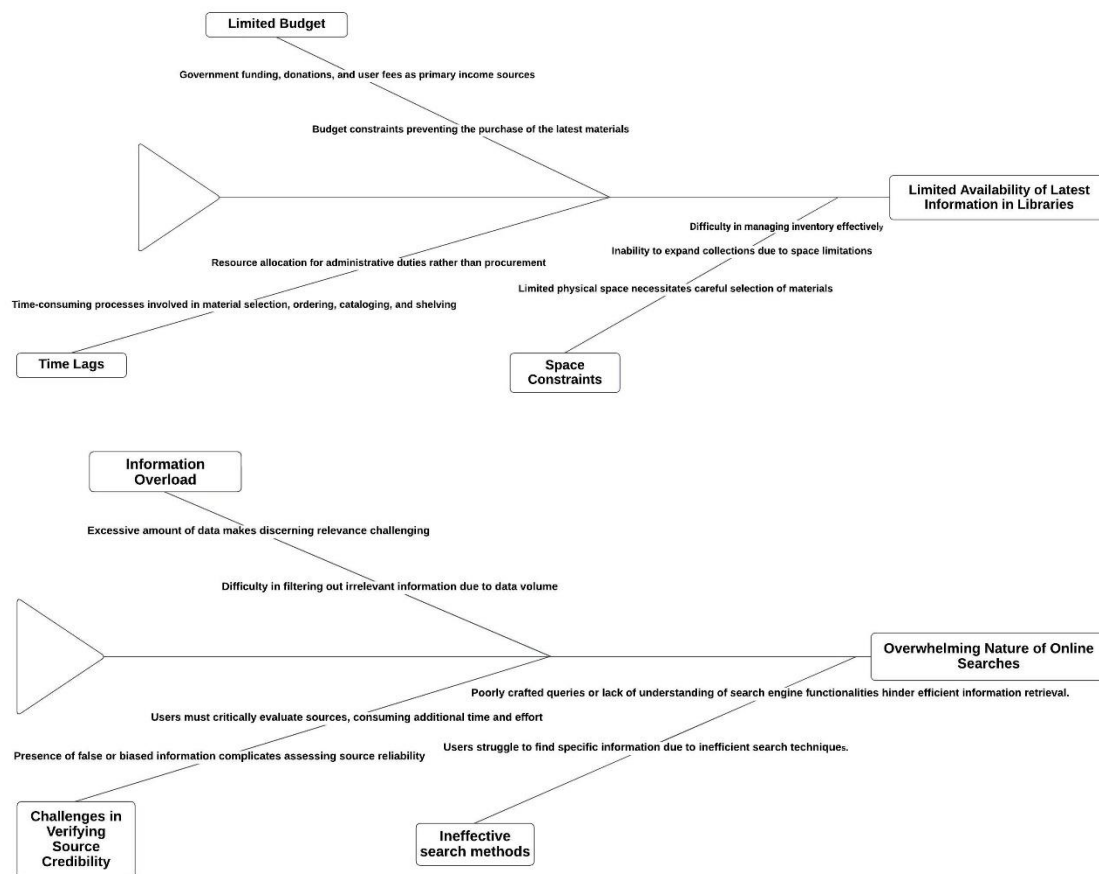 Limited Budget
Government funding, donations, and user fees as primary income sources
Budget constraints preventing the purchase of the latest materials
Limited Availability of Latest
Information in Libraries
Difficulty in managing inventory effectively
Inability to expand collections due to space limitations
Resource allocation for administrative duties rather than procurement
Limited physical space necessitates careful selection of materials
Time-consuming processes involved in material selection, ordering, cataloging, and shelving
Time Lags
Space
Constraints
Information
Overload
Excessive amount of data makes discerning relevance challenging
Difficulty in filtering out irrelevant information due to data volume
Overwhelming Nature of Online
Searches
Poorly crafted queries or lack of understanding of search engine functionalities hinder efficient information retrieval.
Users must critically evaluate sources, consuming additional time and effort
Users struggle to find specific information due to inefficient search techniques.
Presence of false or biased information complicates assessing source reliability
Challenges in
Verifying
Source
Credibility
Ineffective
search methods